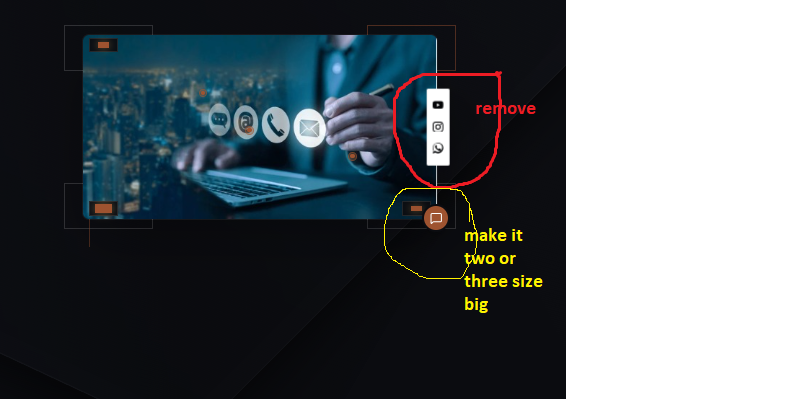 remove
make it
two or
three size
big